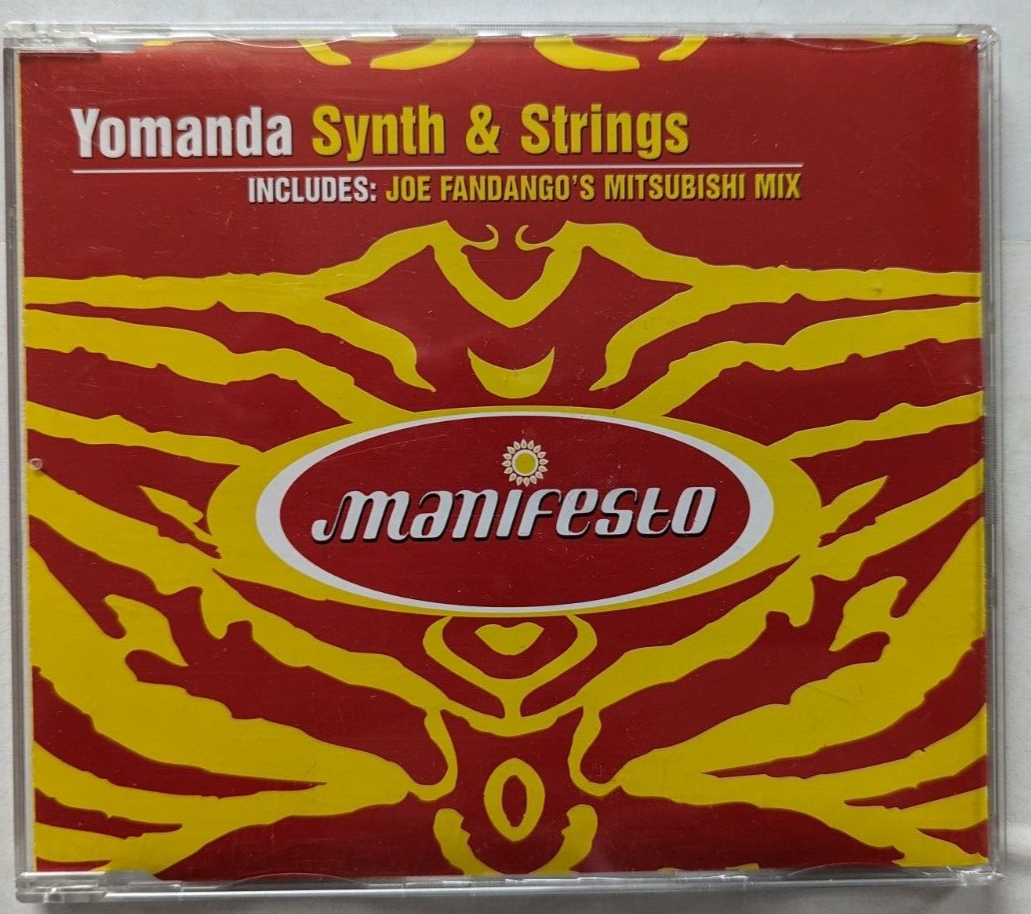 Yomanda Synth & Strings
INCLUDES: JOE FANDANGO'S MITSUBISHI MIX
manifesto